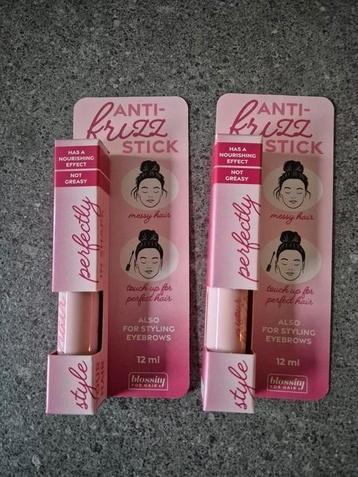 ANTI-
frizz
STICK
HAS A
NOURISHING
EFFECT
NOT
GREASY
messy hair
perfectly
touch up for
perfect hair
ALSO
FOR STYLING
EYEBROWS
12 ml
style
blossity
FOR HAIR
ANTI-
frizz
STICK
HAS A
NOURISHING
EFFECT
NOT
GREASY
messy hair
perfectly
touch up for
perfect hair
ALSO
FOR STYLING
EYEBROWS
12 ml
style
blossity
FOR HAIR